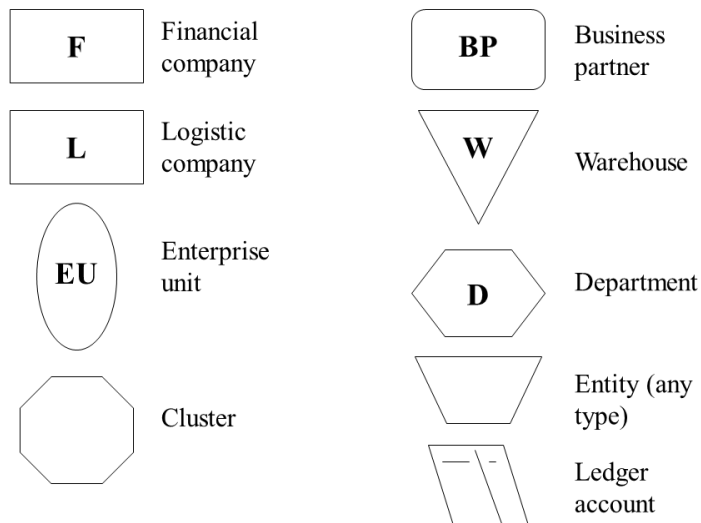 F
Financial
company
L
Logistic
company
EU
Enterprise
unit
Cluster
BP
Business
partner
W
Warehouse
D
Department
Entity (any
type)
Ledger
account